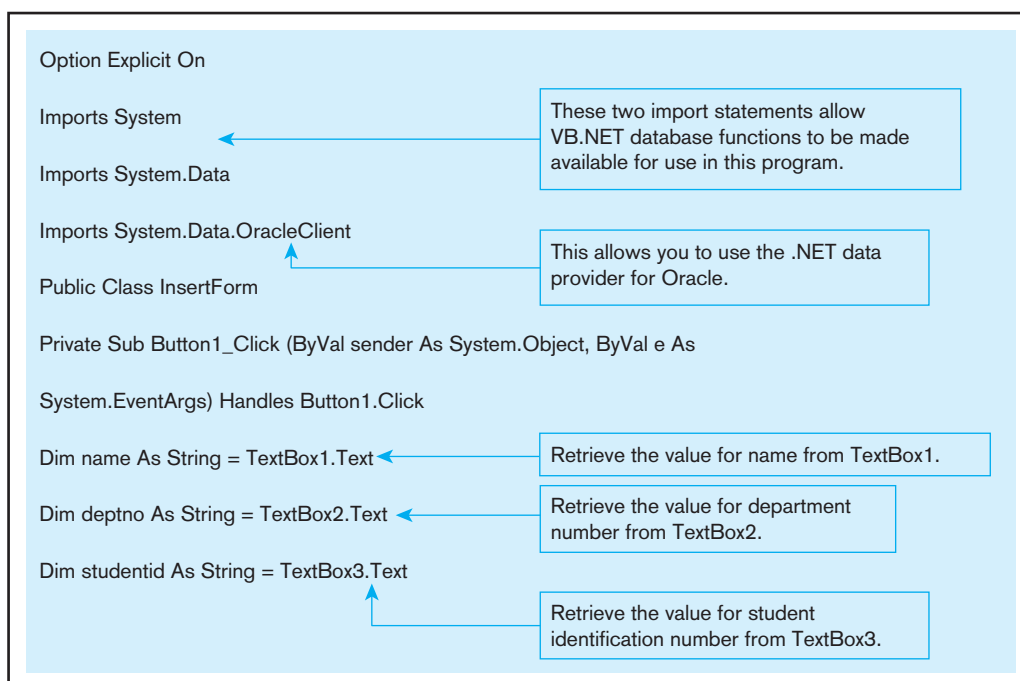 Option Explicit On
Imports System
These two import statements allow
VB.NET database functions to be made
available for use in this program.
Imports System.Data
Imports System.Data.OracleClient
This allows you to use the .NET data
provider for Oracle.
Public Class InsertForm
Private Sub Button1_Click (ByVal sender As System.Object, ByVal e As
System.EventArgs) Handles Button1.Click
Dim name As String = TextBox1.Text
Retrieve the value for name from TextBox1.
Dim deptno As String = TextBox2.Text
Retrieve the value for department
number from TextBox2.
Dim studentid As String = TextBox3.Text
Retrieve the value for student
identification number from TextBox3.